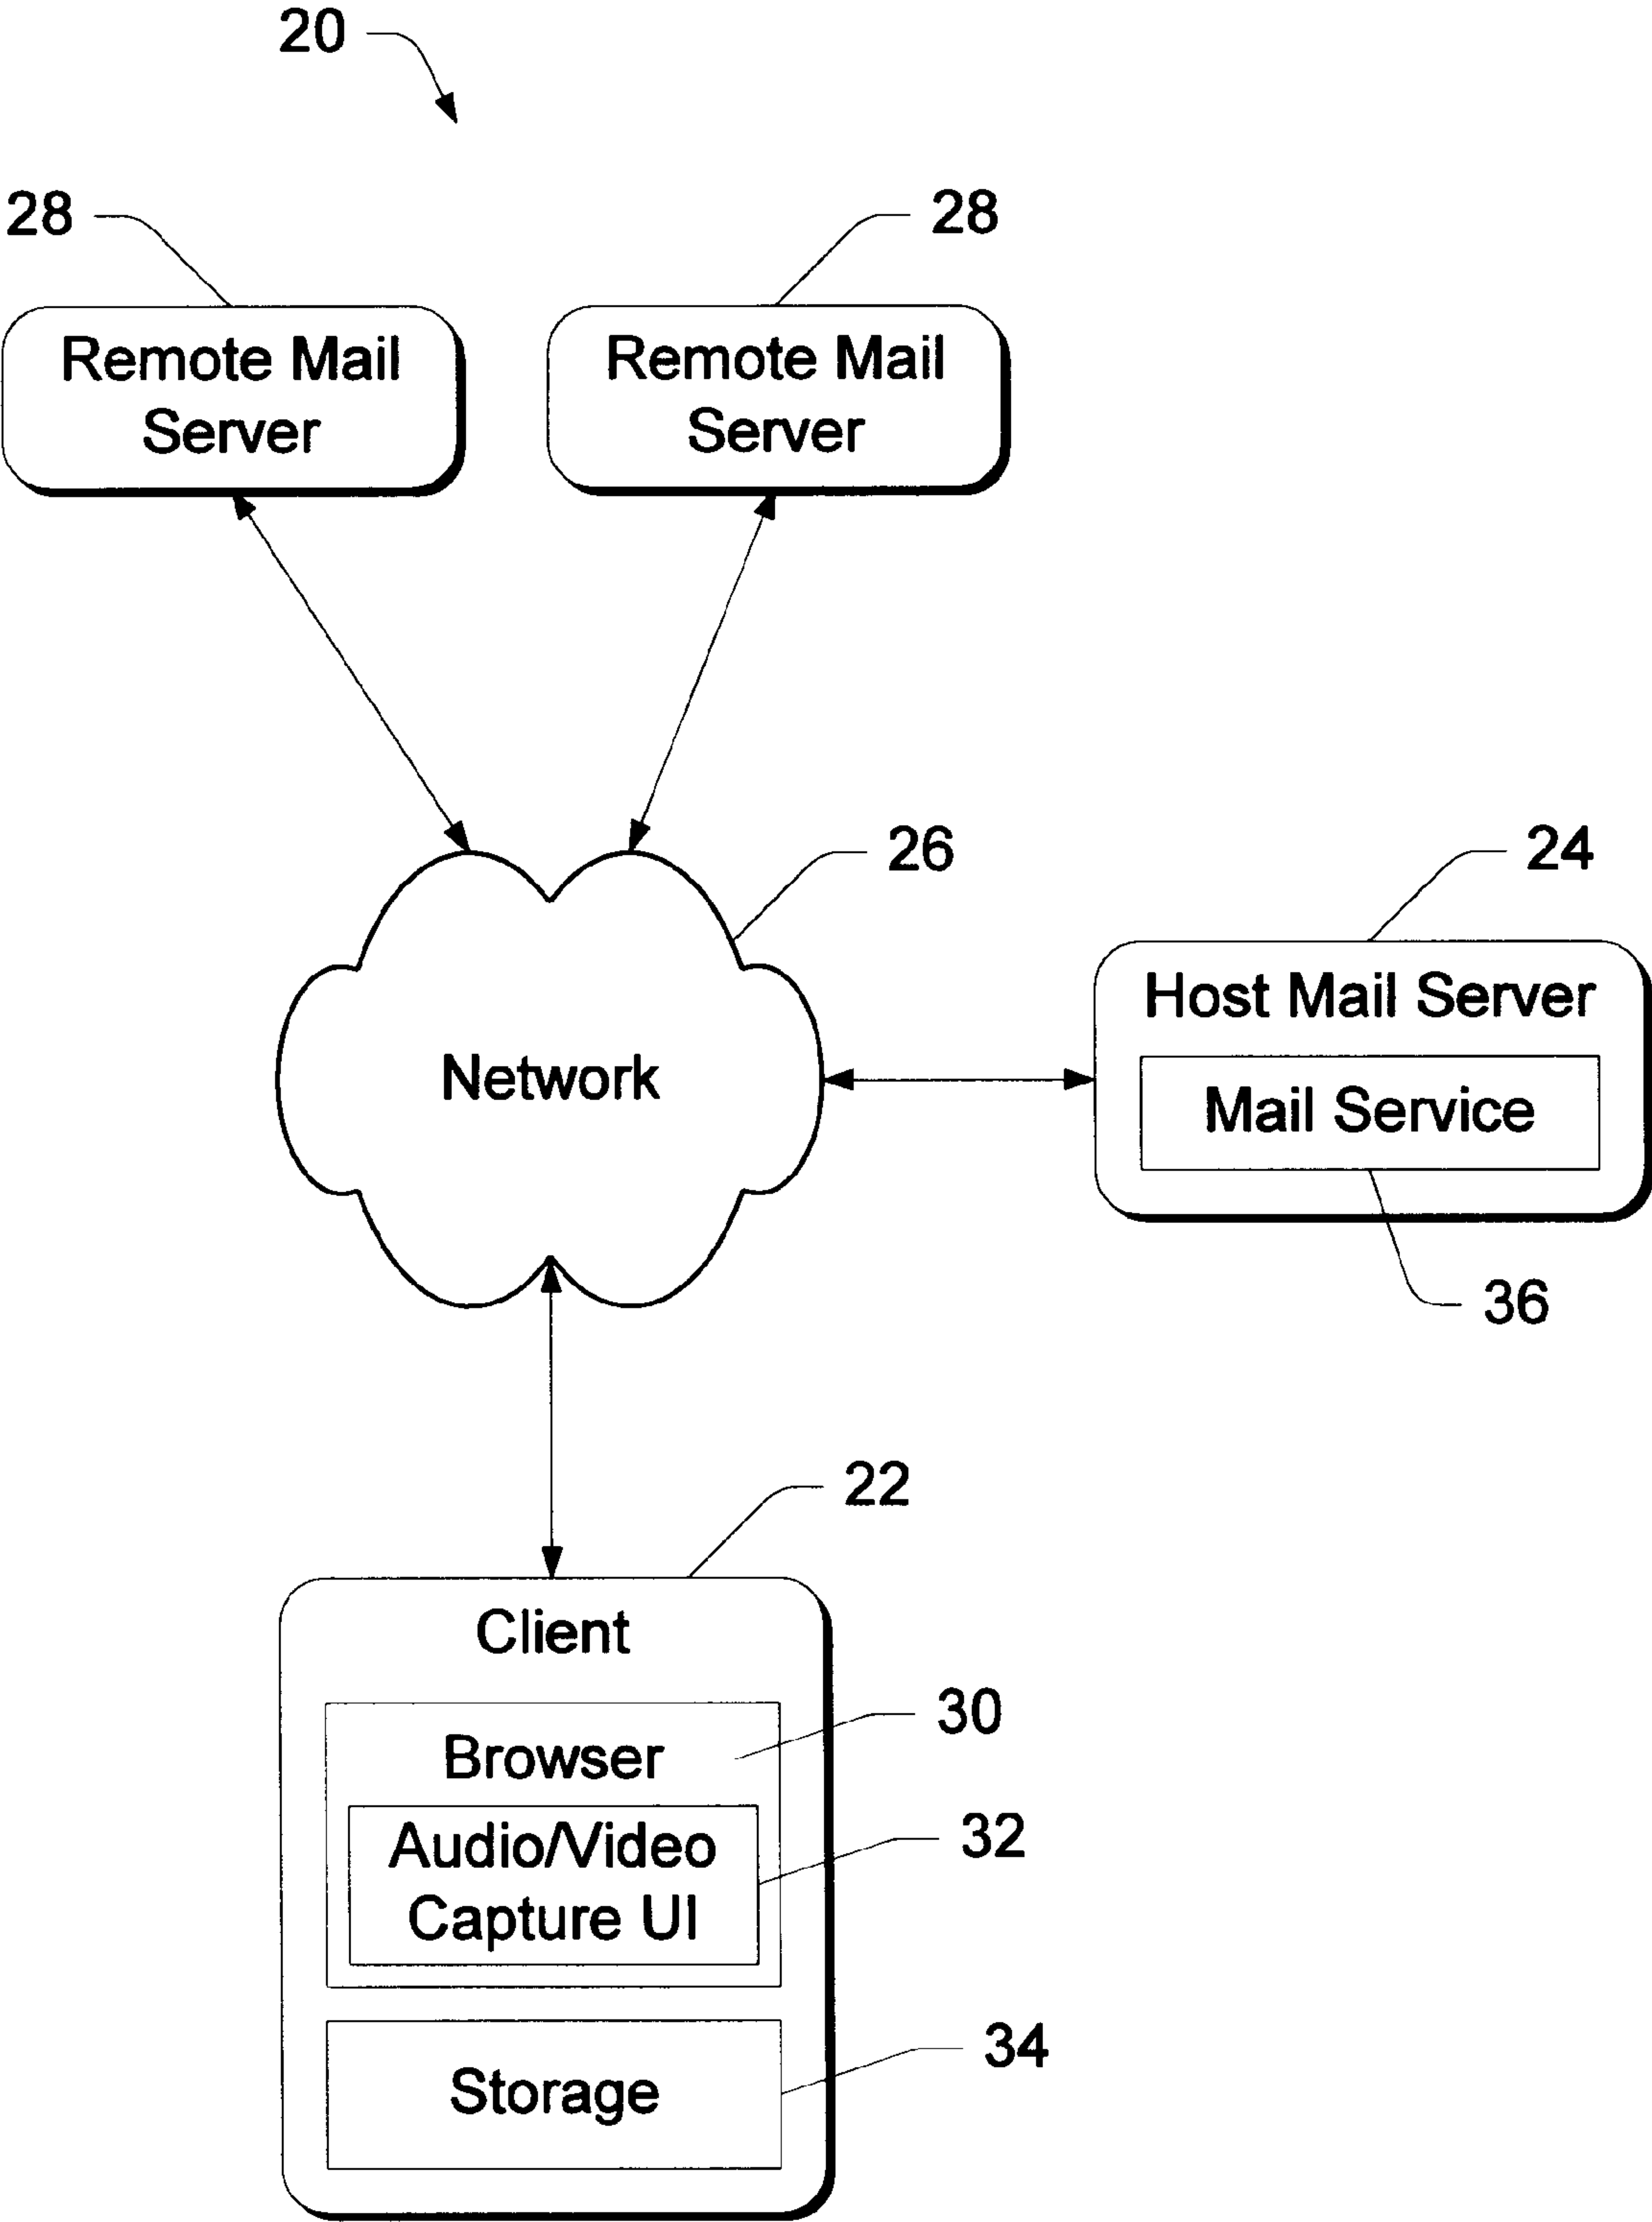 20
28
28
Remote Mail
Server
Remote Mail
Server
26
24
Host Mail Server
Network
Mail Service
36
22
Client
30
Browser
32
Audio/Video
Capture UI
34
Storage